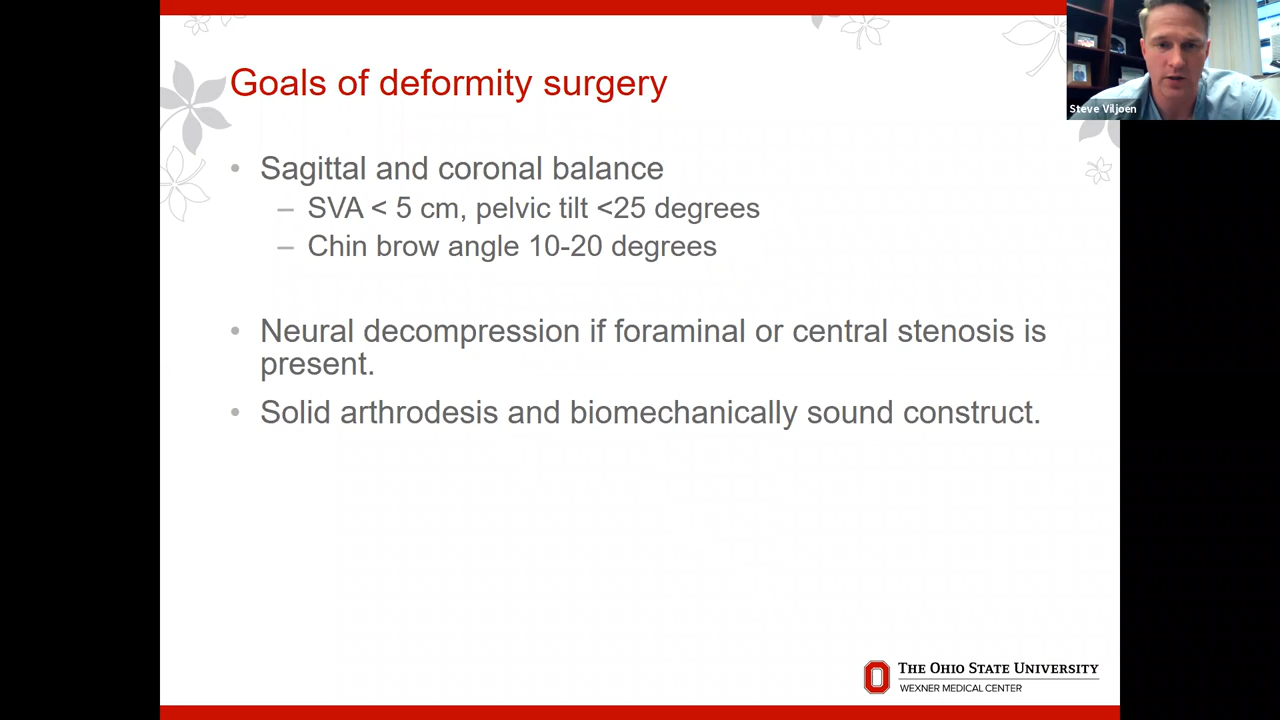 Goals of deformity surgery
• Sagittal and coronal balance
– SVA < 5 cm, pelvic tilt <25 degrees
– Chin brow angle 10-20 degrees
• Neural decompression if foraminal or central stenosis is
present.
• Solid arthrodesis and biomechanically sound construct.
THE OHIO STATE UNIVERSITY
WEXNER MEDICAL CENTER
Steve Viljoen